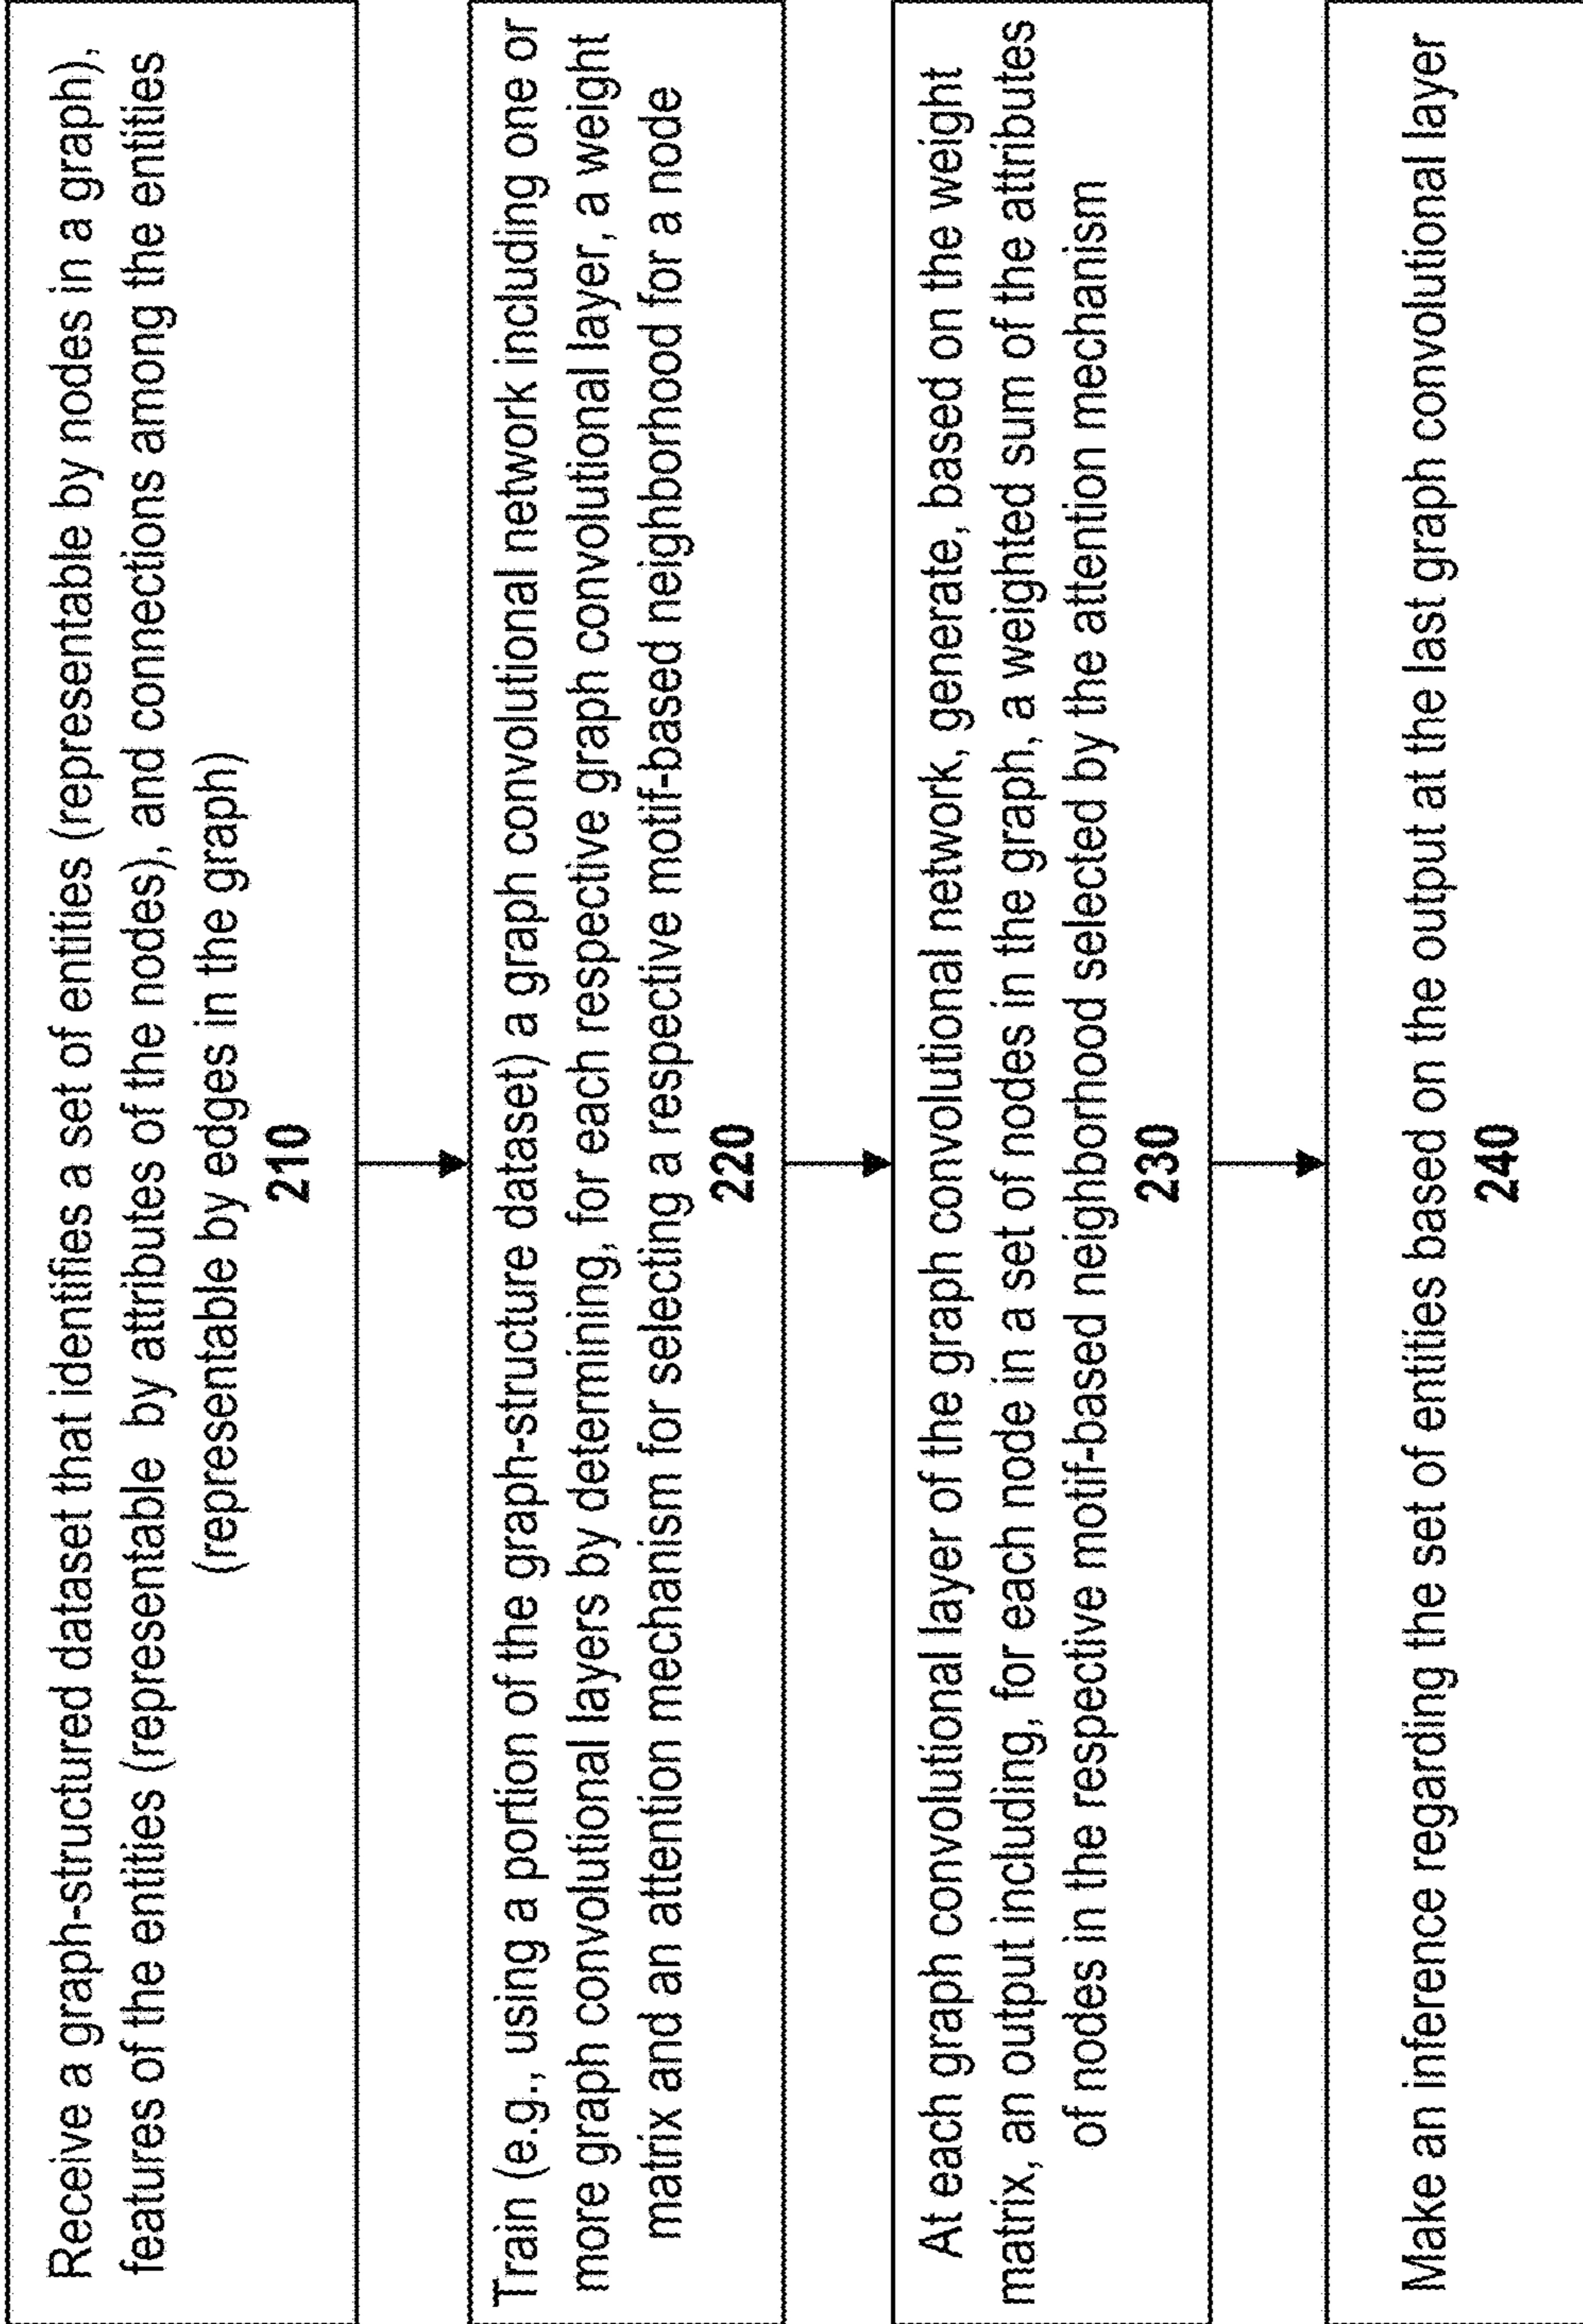 Receive a graph-structured dataset that identifies a set of entities (representable by nodes in a graph),
features of the entities (representable by attributes of the nodes), and connections among the entities
(representable by edges in the graph)
210
Train (e.g., using a portion of the graph-structure dataset) a graph convolutional network including one or
more graph convolutional layers by determining, for each respective graph convolutional layer, a weight
matrix and an attention mechanism for selecting a respective motif-based neighborhood for a node
220
At each graph convolutional layer of the graph convolutional network, generate, based on the weight
matrix, an output including, for each node in a set of nodes in the graph, a weighted sum of the attributes
of nodes in the respective motif-based neighborhood selected by the attention mechanism
230
Make an inference regarding the set of entities based on the output at the last graph convolutional layer
240